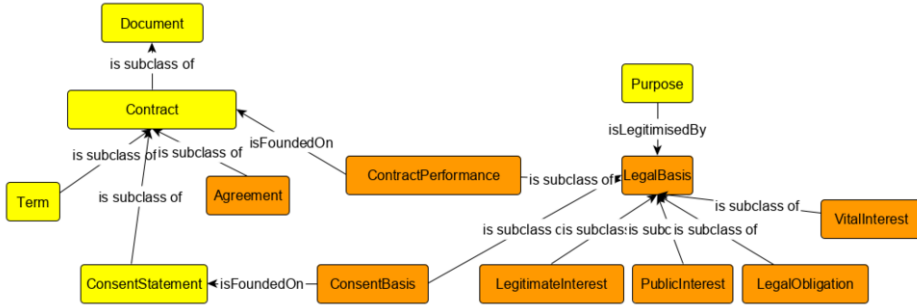 Document
is subclass of
Purpose
Contract
isLegitimisedBy
isFoundedOn
is subclass of
is subclass of
ContractPerformance
is subclass of
LegalBasis
Term
is subclass of
Agreement
is subclass of
VitalInterest
is subclass
is subclass
is subclass of
ConsentStatement
isFoundedOn
ConsentBasis
LegitimateInterest
PublicInterest
LegalObligation